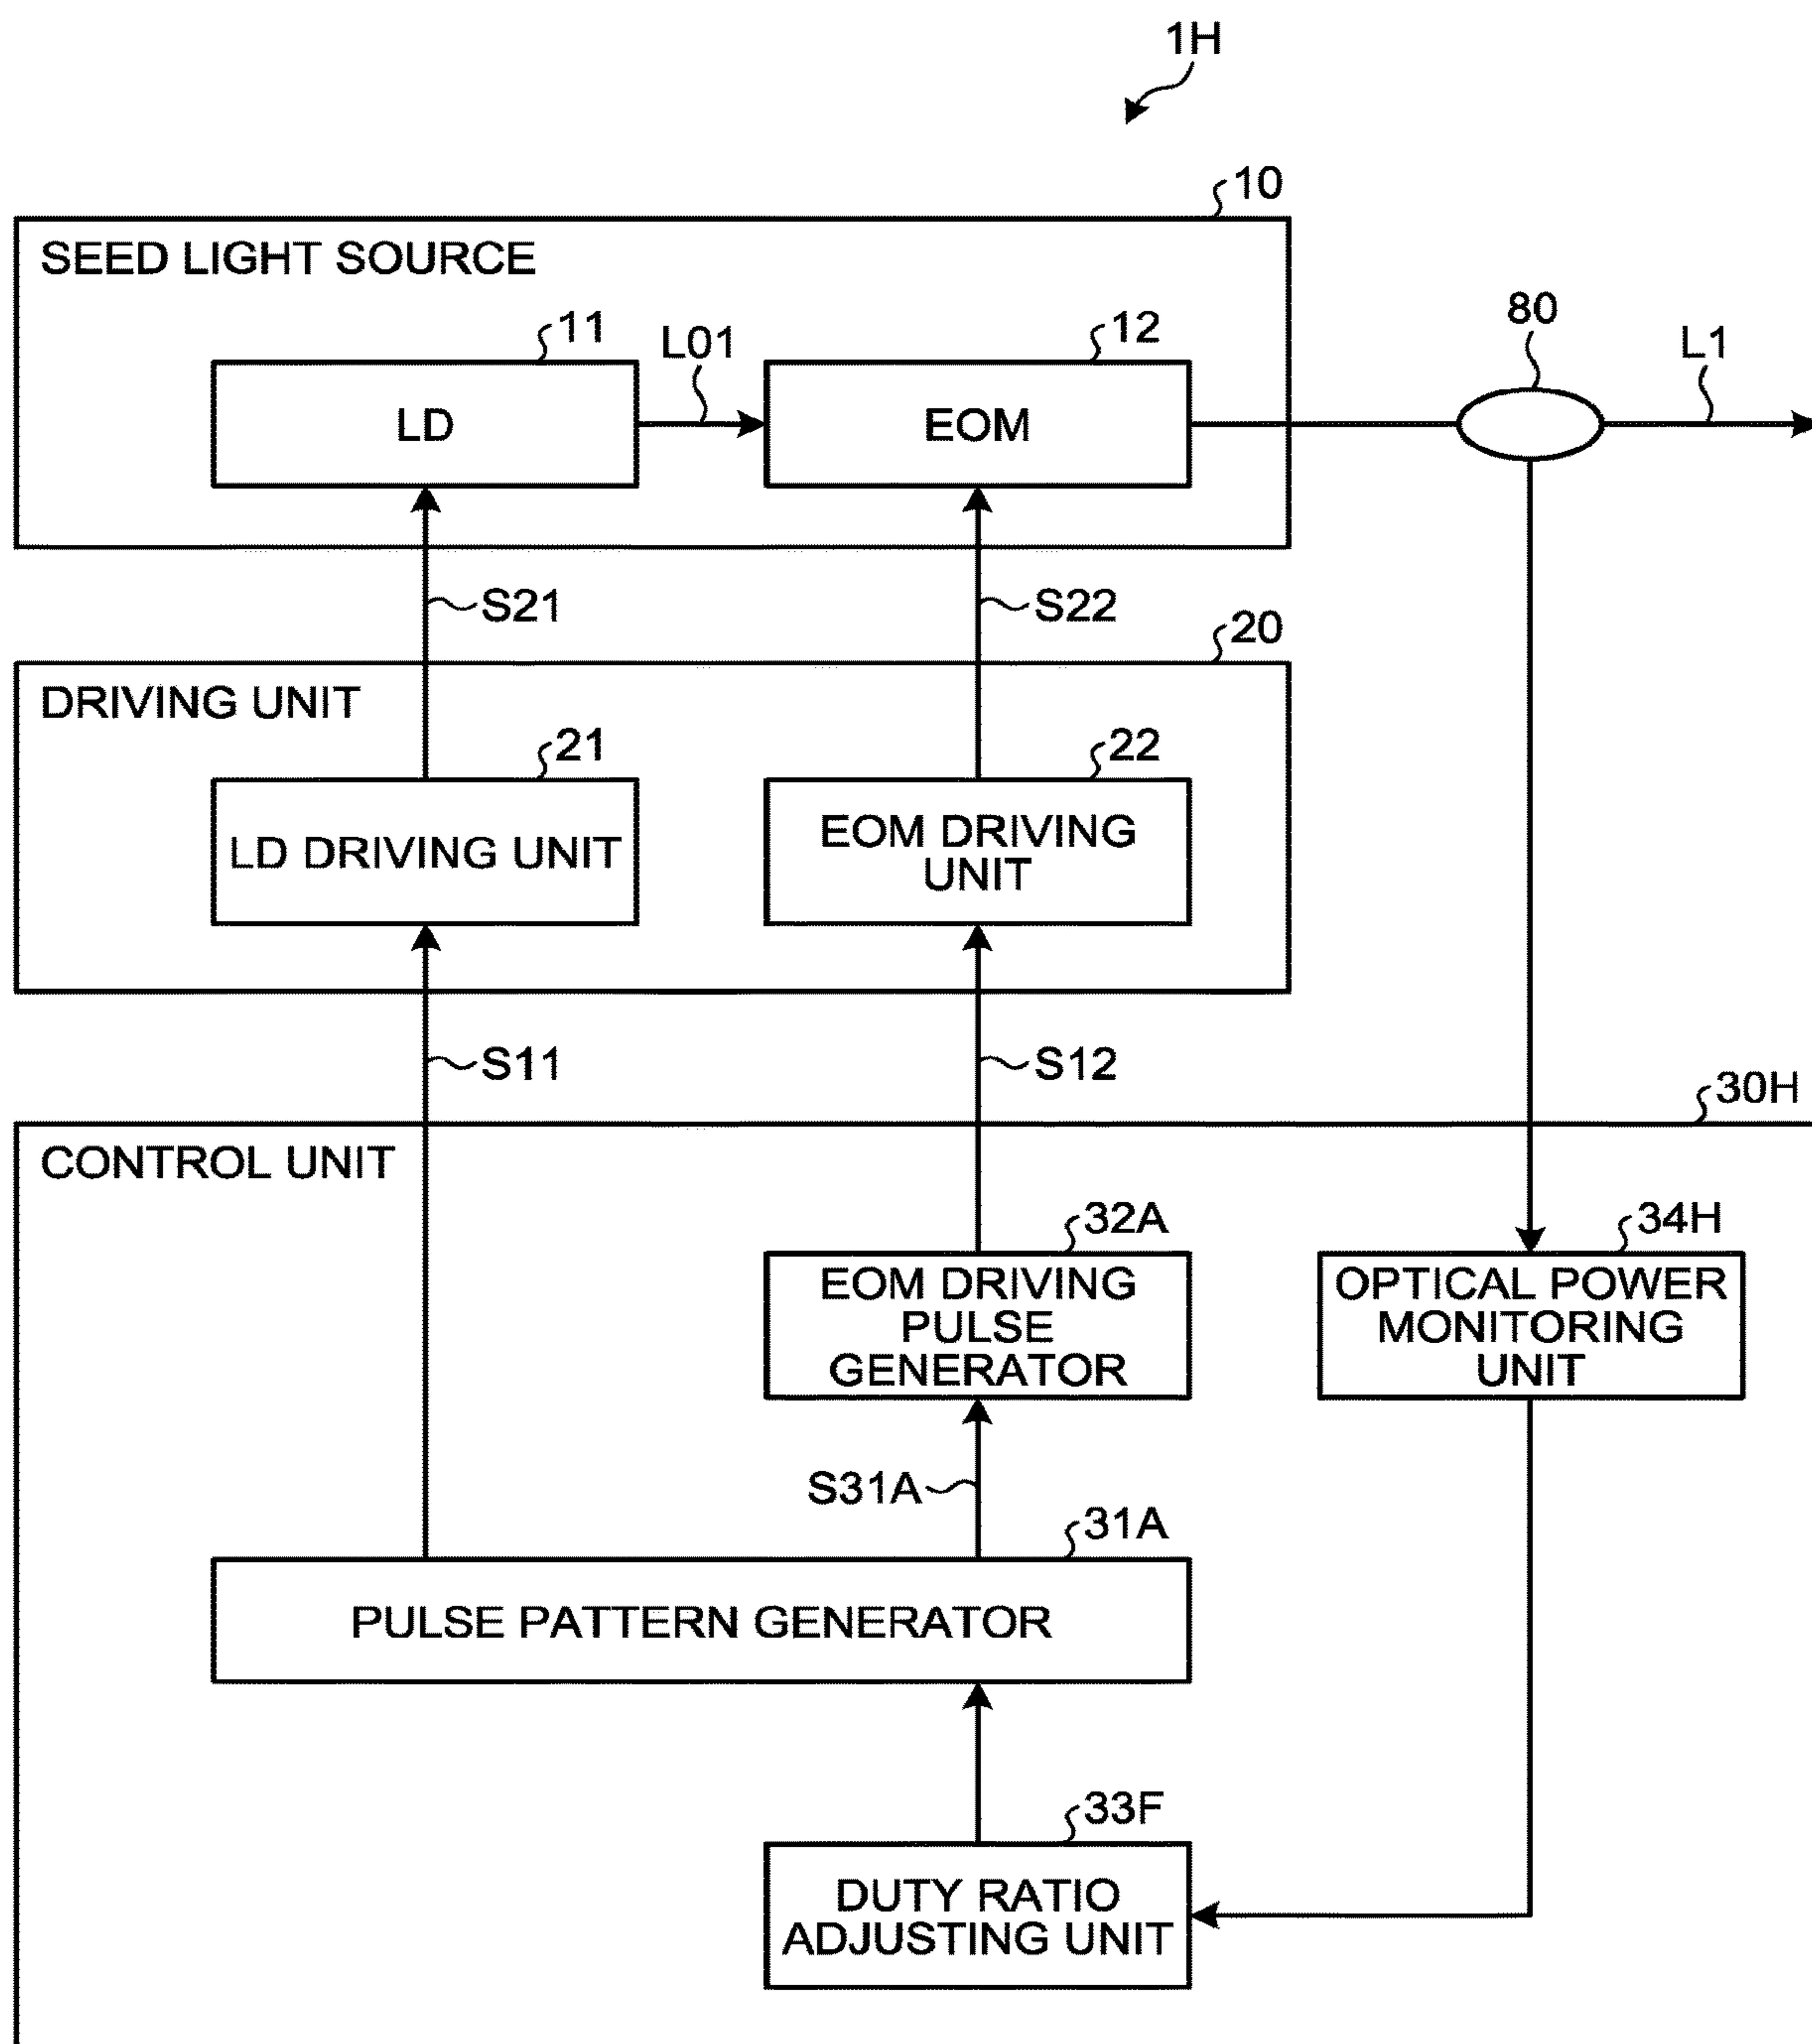 1H
10
SEED LIGHT SOURCE
11
L01
12
80
L1
LD
EOM
S21
S22
20
DRIVING UNIT
21
22
LD DRIVING UNIT
EOM DRIVING
UNIT
S11
S12
30H
CONTROL UNIT
32A
34H
EOM DRIVING
PULSE
GENERATOR
OPTICAL POWER
MONITORING
UNIT
S31A
31A
PULSE PATTERN GENERATOR
33F
DUTY RATIO
ADJUSTING UNIT